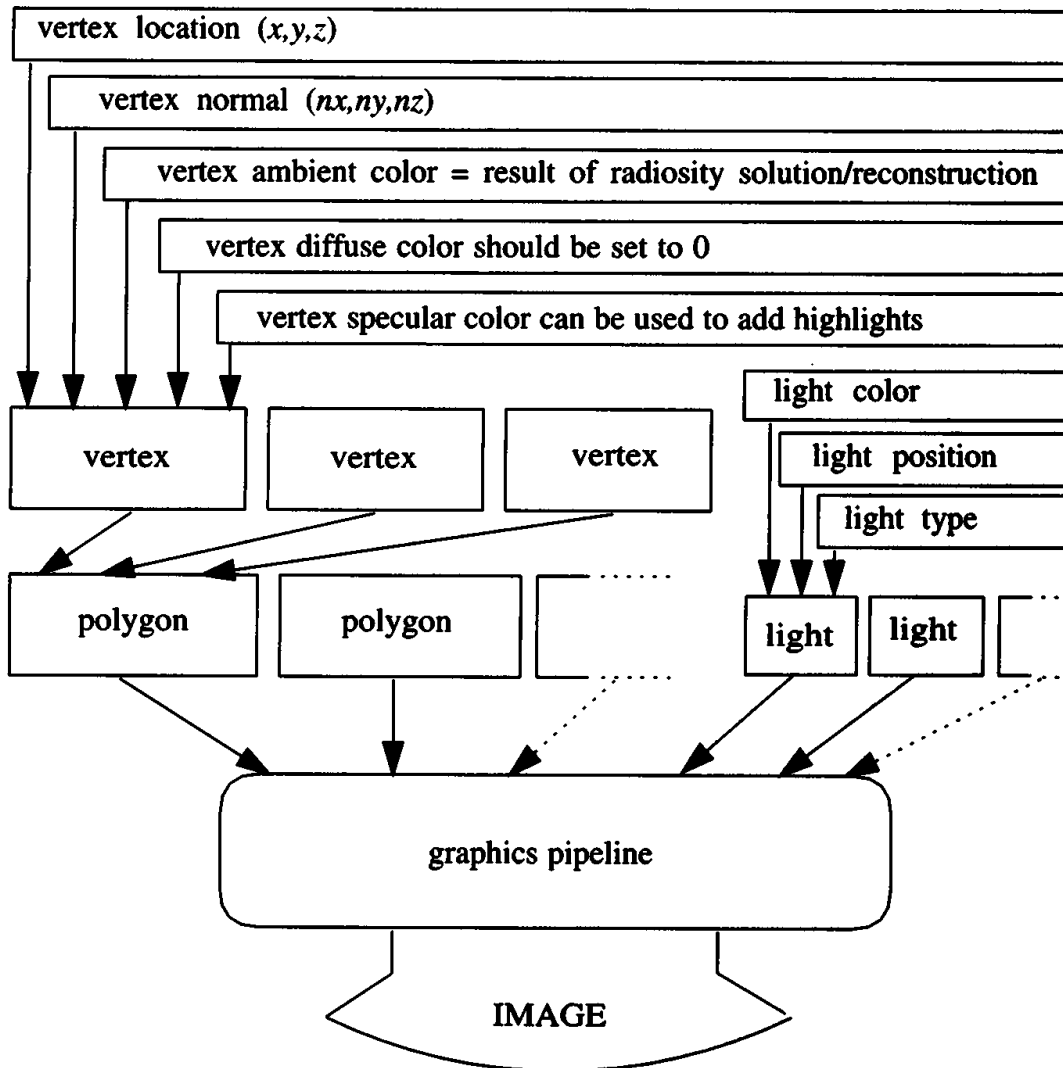 vertex location (x,y,z)
vertex normal (nx,ny,nz)
vertex ambient color = result of radiosity solution/reconstruction
vertex diffuse color should be set to 0
vertex specular color can be used to add highlights
light color
light position
light type
vertex
vertex
vertex
polygon
polygon
light
light
graphics pipeline
IMAGE